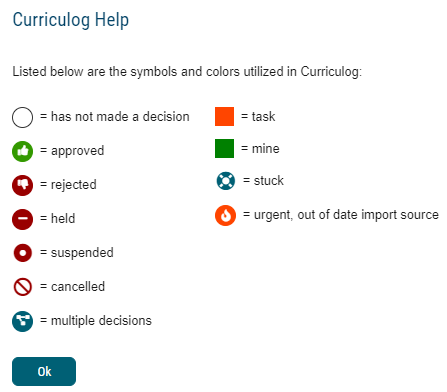 Curriculog Help
Listed below are the symbols and colors utilized in Curriculog:
= has not made a decision
= approved
= rejected
= held
= suspended
= cancelled
= multiple decisions
= task
= mine
= stuck
= urgent, out of date import source
Ok